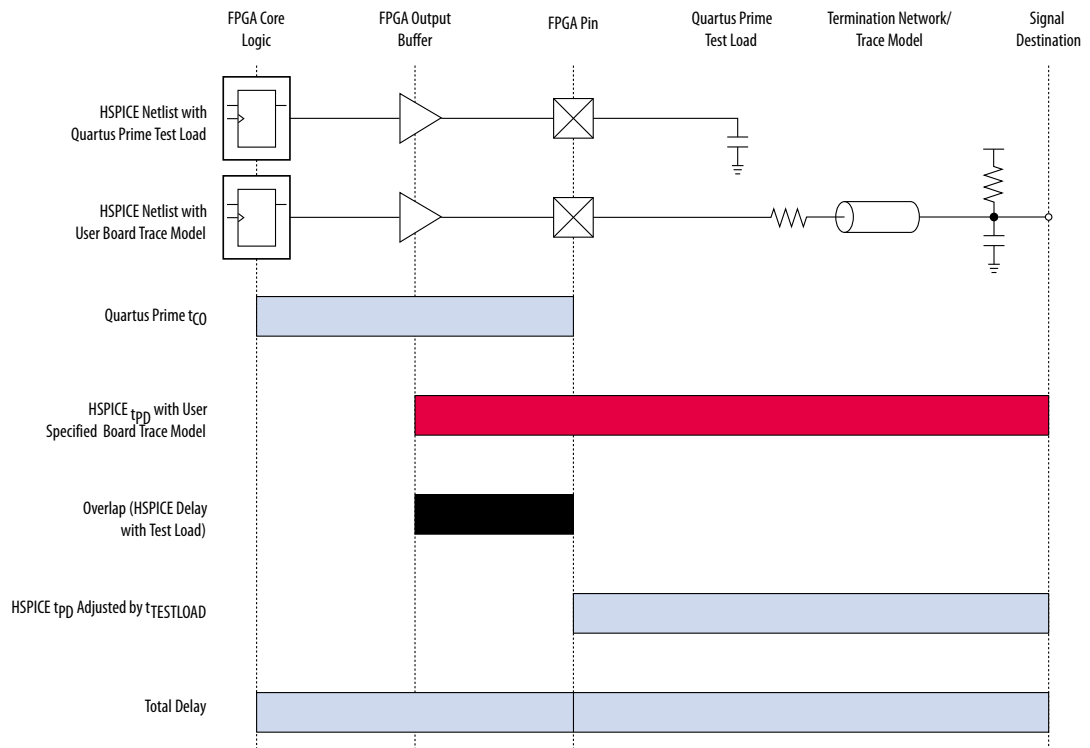 FPGA Core
Logic
FPGA Output
Buffer
FPGA Pin
Quartus Prime
Test Load
Termination Network/
Trace Model
Signal
Destination
HSPICE Netlist with
Quartus Prime Test Load
HSPICE Netlist with
User Board Trace Model
Quartus Prime tCO
HSPICE tPD with User
Specified Board Trace Model
Overlap (HSPICE Delay
with Test Load)
HSPICE tPD Adjusted by tTESTLOAD
Total Delay